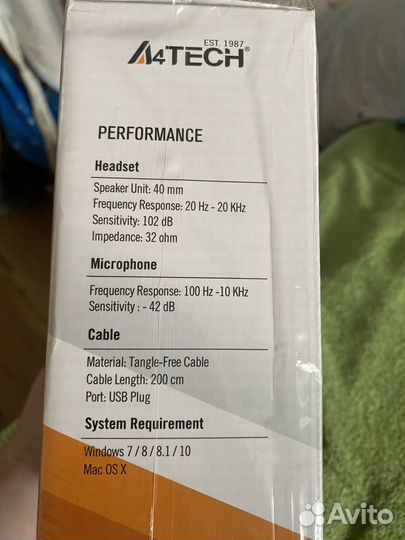 EST. 1987
A4TECH®
PERFORMANCE
Headset
Speaker Unit: 40 mm
Frequency Response: 20 Hz - 20 KHz
Sensitivity: 102 dB
Impedance: 32 ohm
Microphone
Frequency Response: 100 Hz -10 KHz
Sensitivity : - 42 dB
Cable
Material: Tangle-Free Cable
Cable Length: 200 cm
Port: USB Plug
System Requirement
Windows 7 / 8 / 8.1 / 10
Mac OS X
Avito